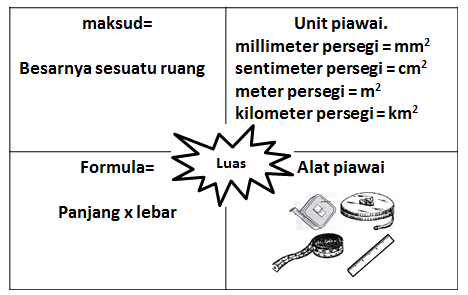 maksud=
Besarnya sesuatu ruang
Unit piawai.
millimeter persegi = mm²
sentimeter persegi = cm²
meter persegi = m²
kilometer persegi = km²
Luas
Formula=
Panjang x lebar
Alat piawai